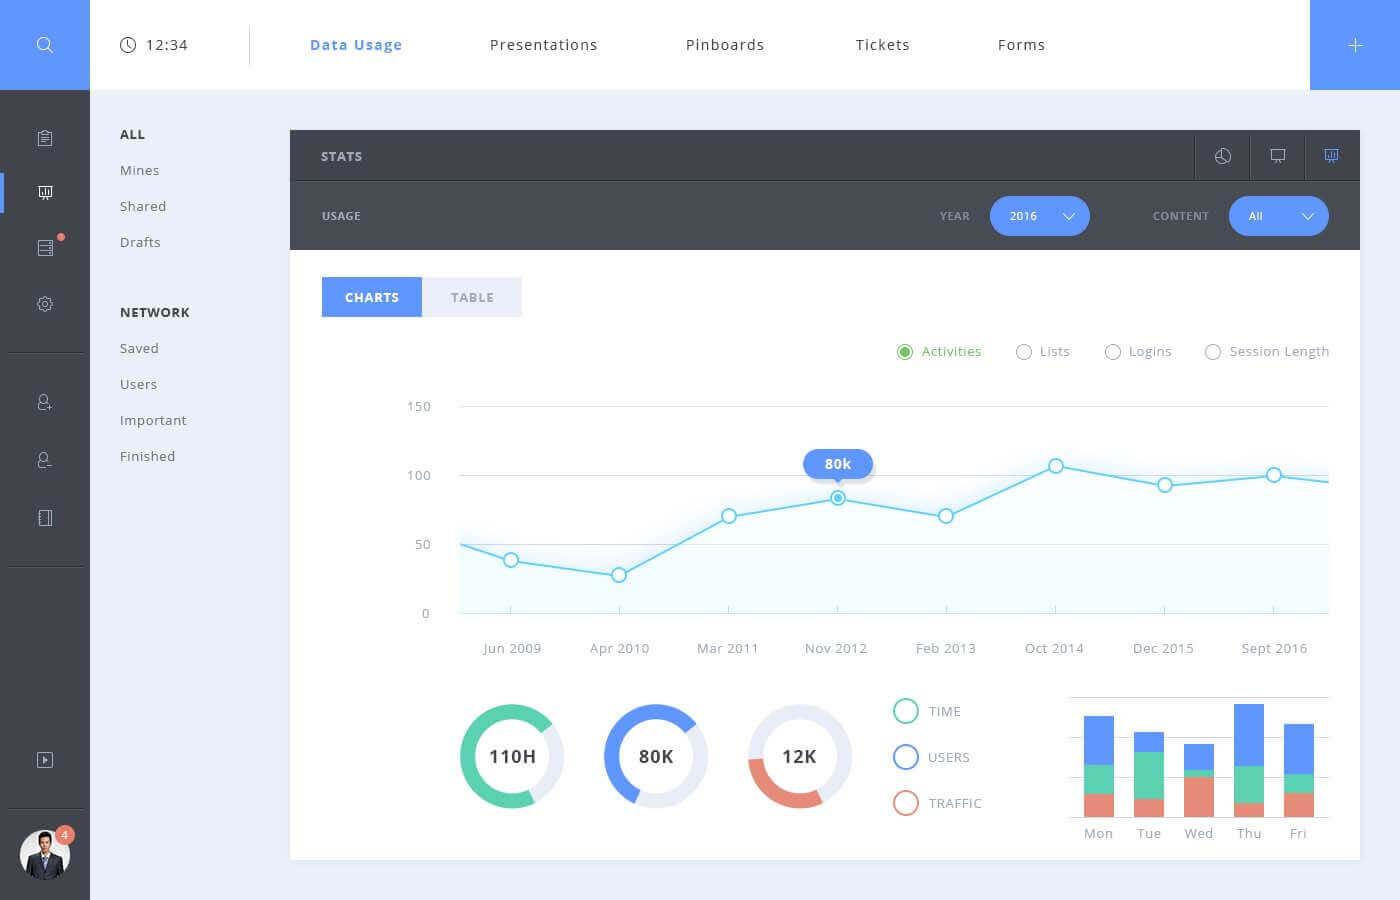 12:34
Data Usage
Presentations
Pinboards
Tickets
Forms
ALL
Mines
Shared
Drafts
NETWORK
Saved
Users
Important
Finished
4
STATS
USAGE
YEAR
2016
CONTENT
All
CHARTS
TABLE
Activities
Lists
Logins
Session Length
150
100
50
0
80k
Jun 2009
Apr 2010
Mar 2011
Nov 2012
Feb 2013
Oct 2014
Dec 2015
Sept 2016
110H
80K
12K
TIME
USERS
TRAFFIC
Mon
Tue
Wed
Thu
Fri